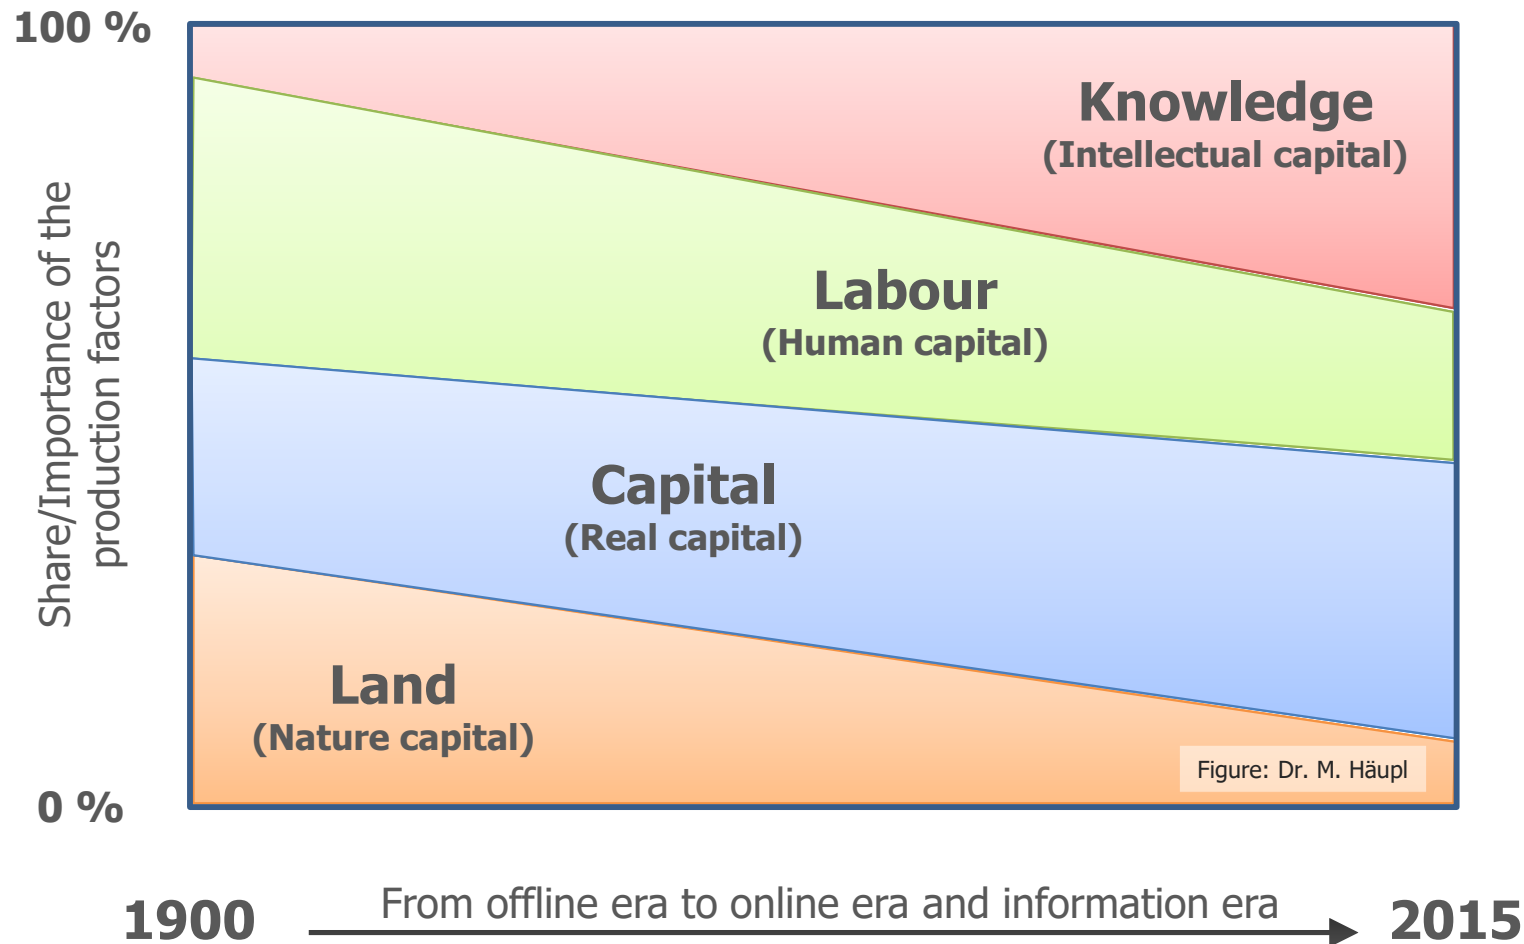 100 %
Share/Importance of the
production factors
Knowledge
(Intellectual capital)
Labour
(Human capital)
Capital
(Real capital)
Land
(Nature capital)
Figure: Dr. M. Häupl
0 %
1900
From offline era to online era and information era
2015